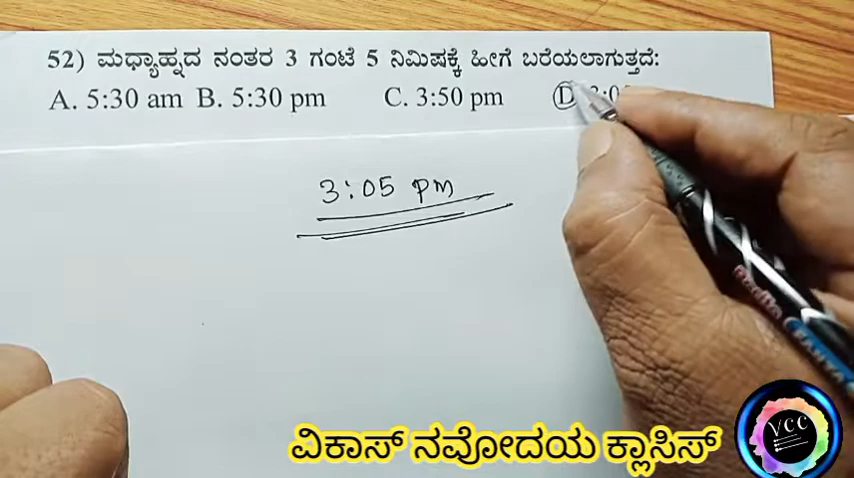 52) ಮಧ್ಯಾಹ್ನದ ನಂತರ 3 ಗಂಟೆ 5 ನಿಮಿಷಕ್ಕೆ ಹೀಗೆ ಬರೆಯಲಾಗುತ್ತದೆ:
A. 5:30 am B. 5:30 pm C. 3:50 pm D
3:05 pm
VCC
ವಿಕಾಸ್ ನವೋದಯ ಕ್ಲಾಸಿಸ್